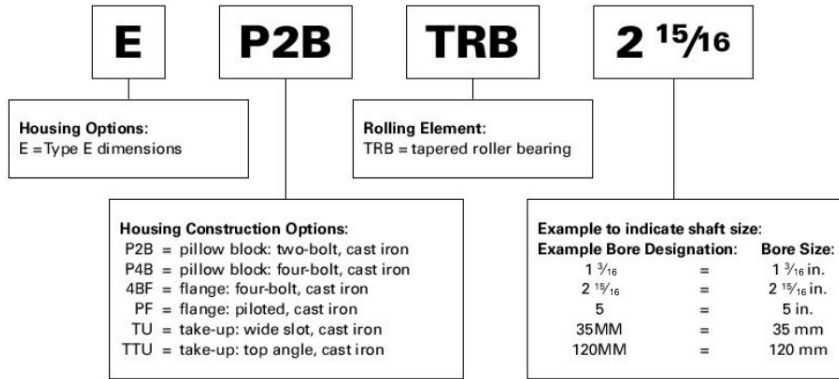 E P2B TRB 2 15/16
Housing Options:
E =Type E dimensions
Rolling Element:
TRB = tapered roller bearing
Housing Construction Options:
P2B = pillow block: two-bolt, cast iron
P4B = pillow block: four-bolt, cast iron
4BF = flange: four-bolt, cast iron
PF = flange: piloted, cast iron
TU = take-up: wide slot, cast iron
TTU = take-up: top angle, cast iron
Example to indicate shaft size:
Example Bore Designation: Bore Size:
1 3/16 = 1 3/16 in.
2 15/16 = 2 15/16 in.
5 = 5 in.
35MM = 35 mm
120MM = 120 mm